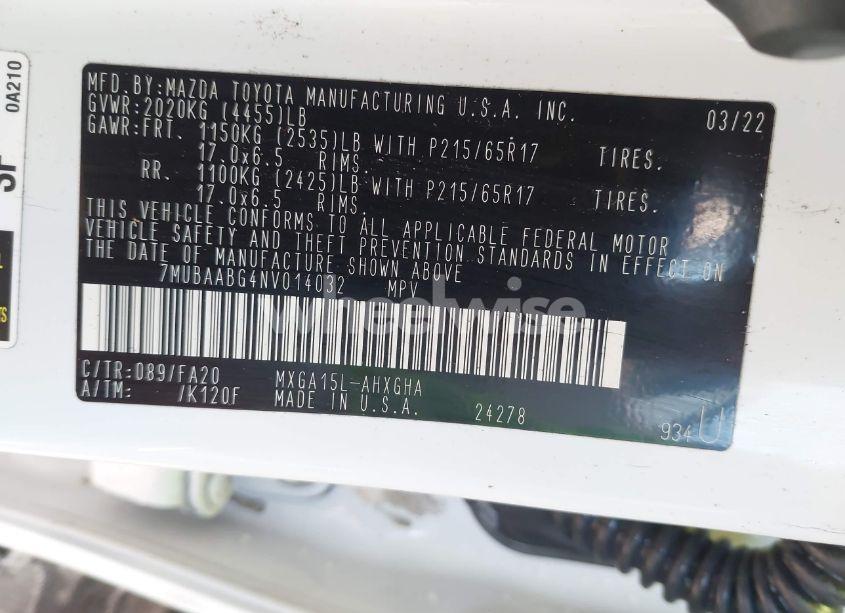 MFD.BY:MAZDA TOYOTA MANUFACTURING U.S.A. INC. 03/22
GVWR:2020KG (4455)LB
GAWR:FRT. 1150KG (2535)LB WITH P215/65R17 TIRES.
17.0x6.5 RIMS.
RR. 1100KG (2425)LB WITH P215/65R17 TIRES.
17.0x6.5 RIMS.
THIS VEHICLE CONFORMS TO ALL APPLICABLE FEDERAL MOTOR
VEHICLE SAFETY AND THEFT PREVENTION STANDARDS IN EFFECT ON
THE DATE OF MANUFACTURE SHOWN ABOVE
7MUBAABG4NV014032 MPV
wheelwise
C/TR:089/FA20 MXGA15L-AHXGHA
A/TM: /K120F MADE IN U.S.A. 24278 934 U
0A210